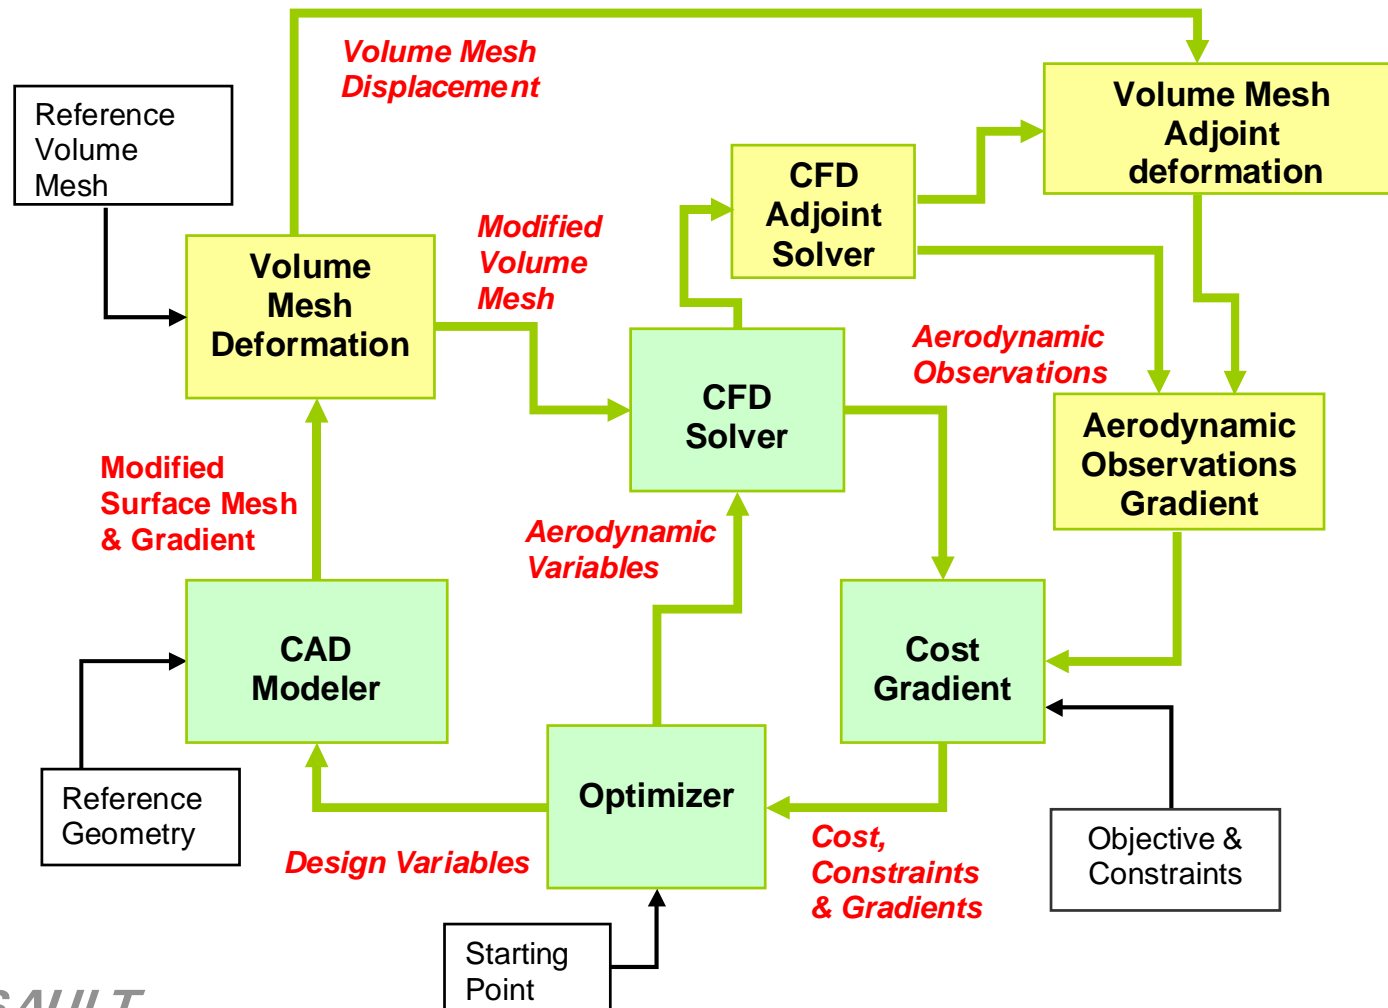 Volume Mesh
Displacement
Reference
Volume
Mesh
Volume Mesh
Adjoint
deformation
CFD
Adjoint
Solver
Modified
Volume
Mesh
Volume
Mesh
Deformation
Aerodynamic
Observations
CFD
Solver
Aerodynamic
Observations
Gradient
Modified
Surface Mesh
& Gradient
Aerodynamic
Variables
CAD
Modeler
Cost
Gradient
Optimizer
Reference
Geometry
Design Variables
Cost,
Constraints
& Gradients
Objective &
Constraints
Starting
Point